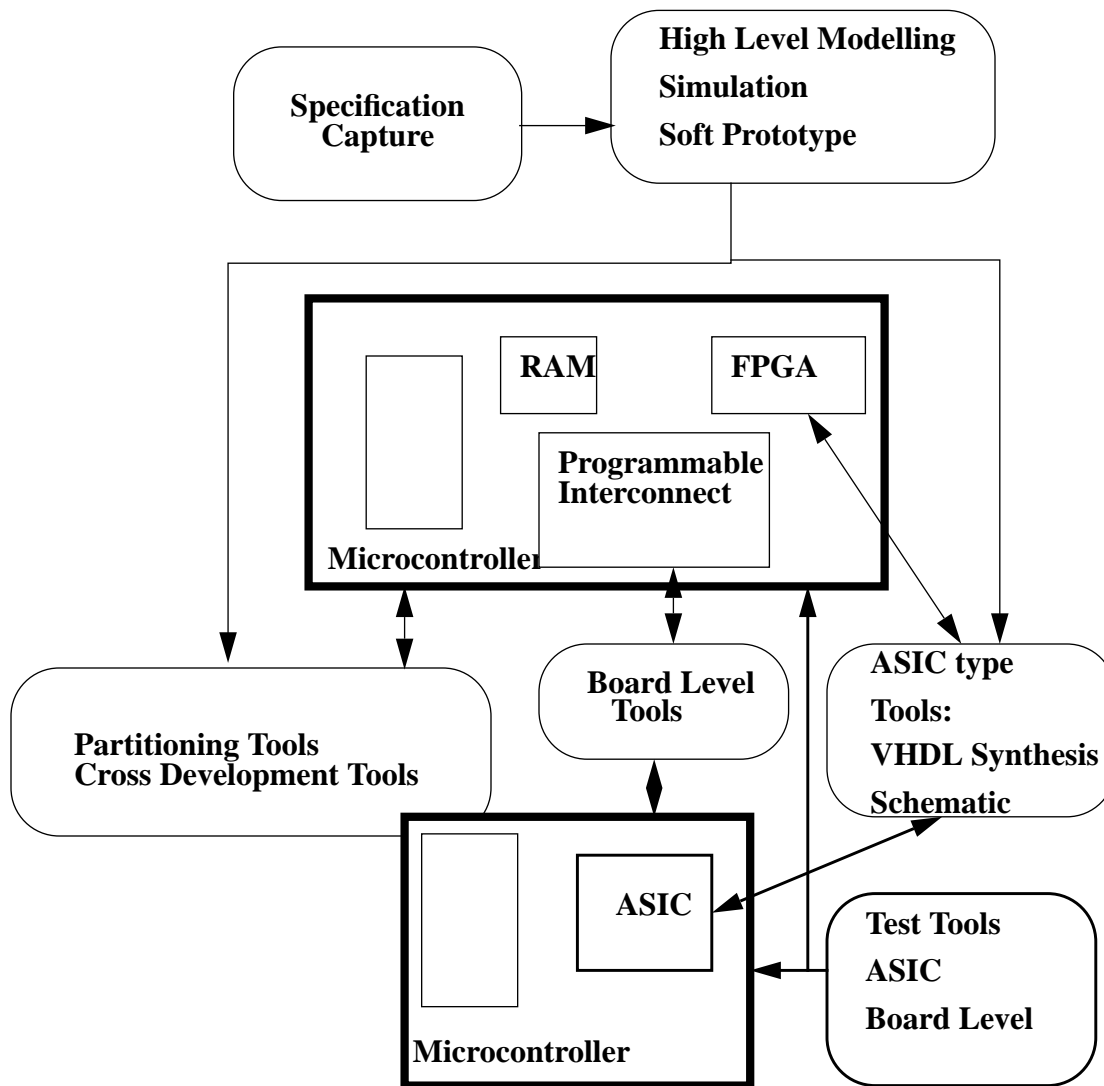 Specification
Capture
High Level Modelling
Simulation
Soft Prototype
RAM
FPGA
Programmable
Interconnect
Microcontroller
Partitioning Tools
Cross Development Tools
Board Level
Tools
ASIC type
Tools:
VHDL Synthesis
Schematic
ASIC
Microcontroller
Test Tools
ASIC
Board Level